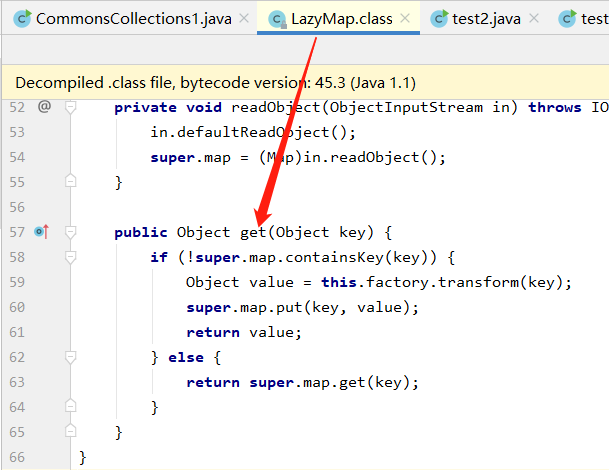 CommonsCollections1.java LazyMap.class test2.java test
Decompiled .class file, bytecode version: 45.3 (Java 1.1)
52 @ private void readObject(ObjectInputStream in) throws IO
53 in.defaultReadObject();
54 super.map = (Map)in.readObject();
55 }
56
57 public Object get(Object key) {
58 if (!super.map.containsKey(key)) {
59 Object value = this.factory.transform(key);
60 super.map.put(key, value);
61 return value;
62 } else {
63 return super.map.get(key);
64 }
65 }
66 }